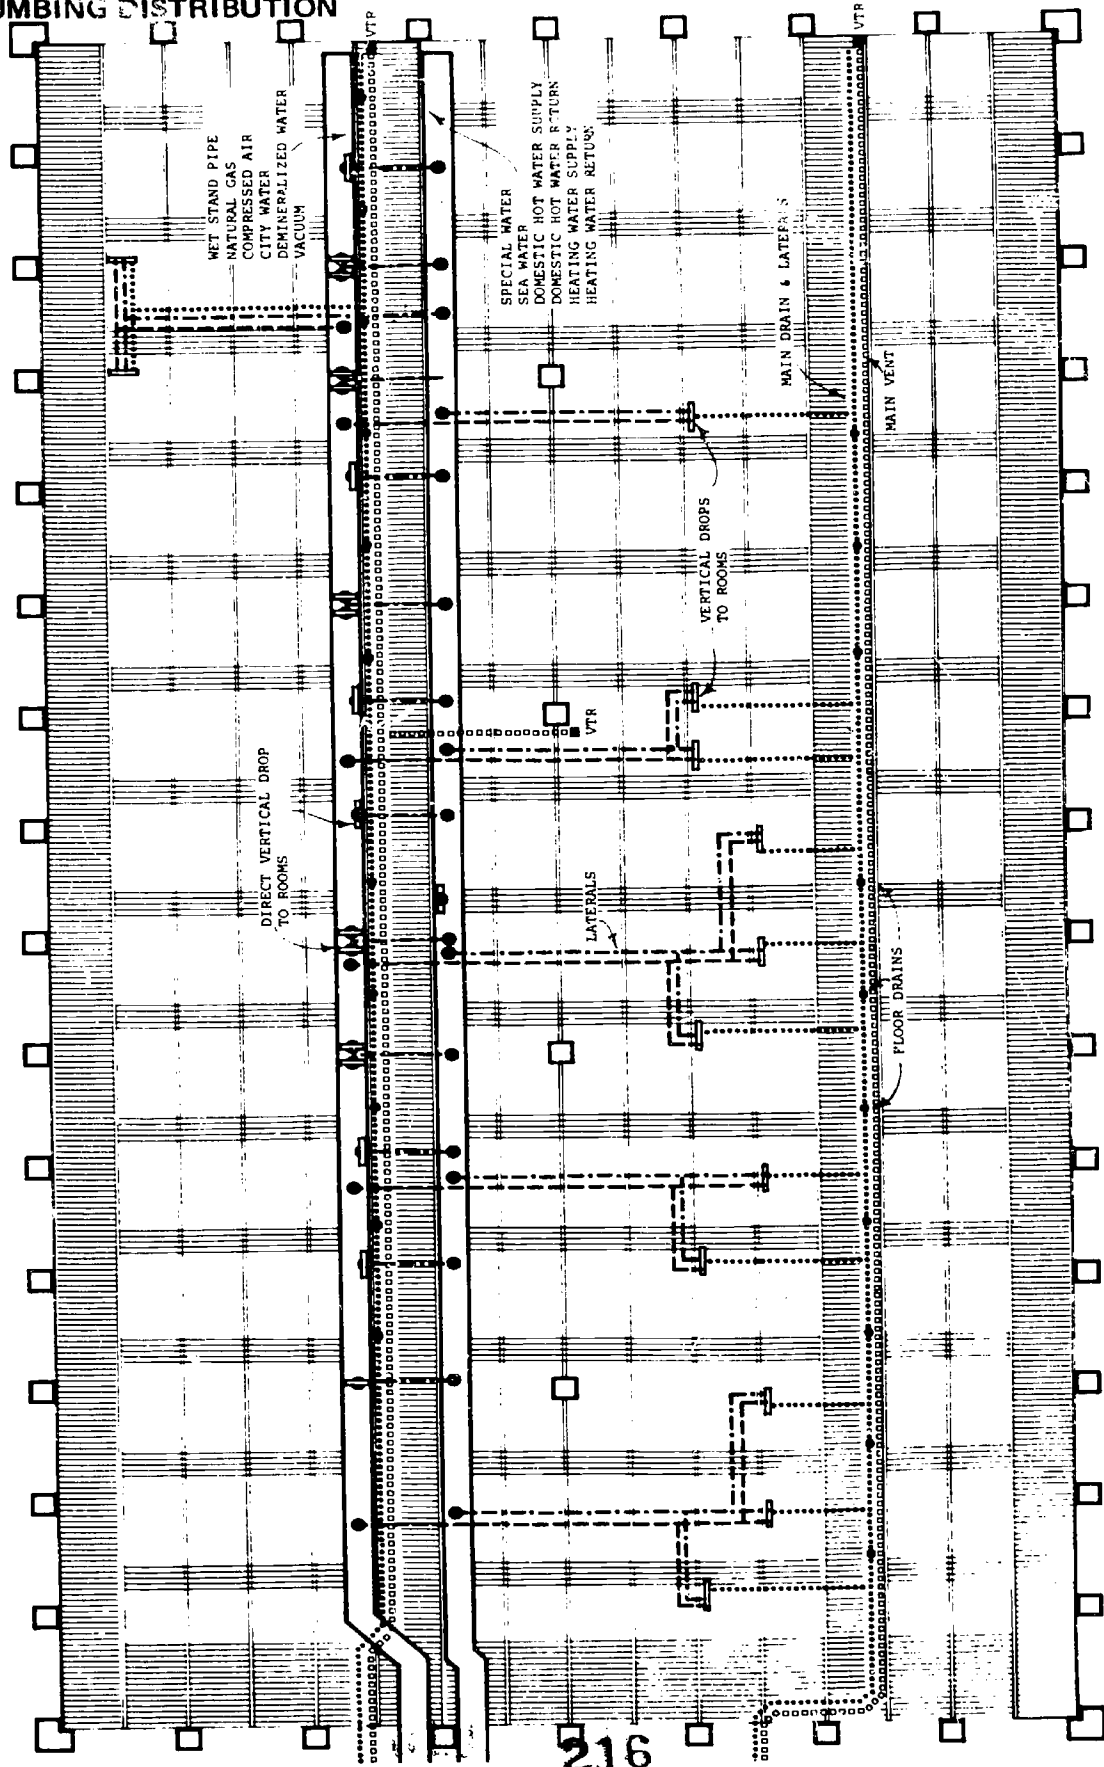 UMBING DISTRIBUTION
VTR
VTR
WET STAND PIPE
NATURAL GAS
COMPRESSED AIR
CITY WATER
DEMINERALIZED WATER
VACUUM
SPECIAL WATER
SEA WATER
DOMESTIC HOT WATER SUPPLY
DOMESTIC HOT WATER RETURN
HEATING WATER SUPPLY
HEATING WATER RETURN
MAIN DRAIN & LATERALS
MAIN VENT
VERTICAL DROPS
TO ROOMS
VTR
DIRECT VERTICAL DROP
TO ROOMS
LATERALS
FLOOR DRAINS
216